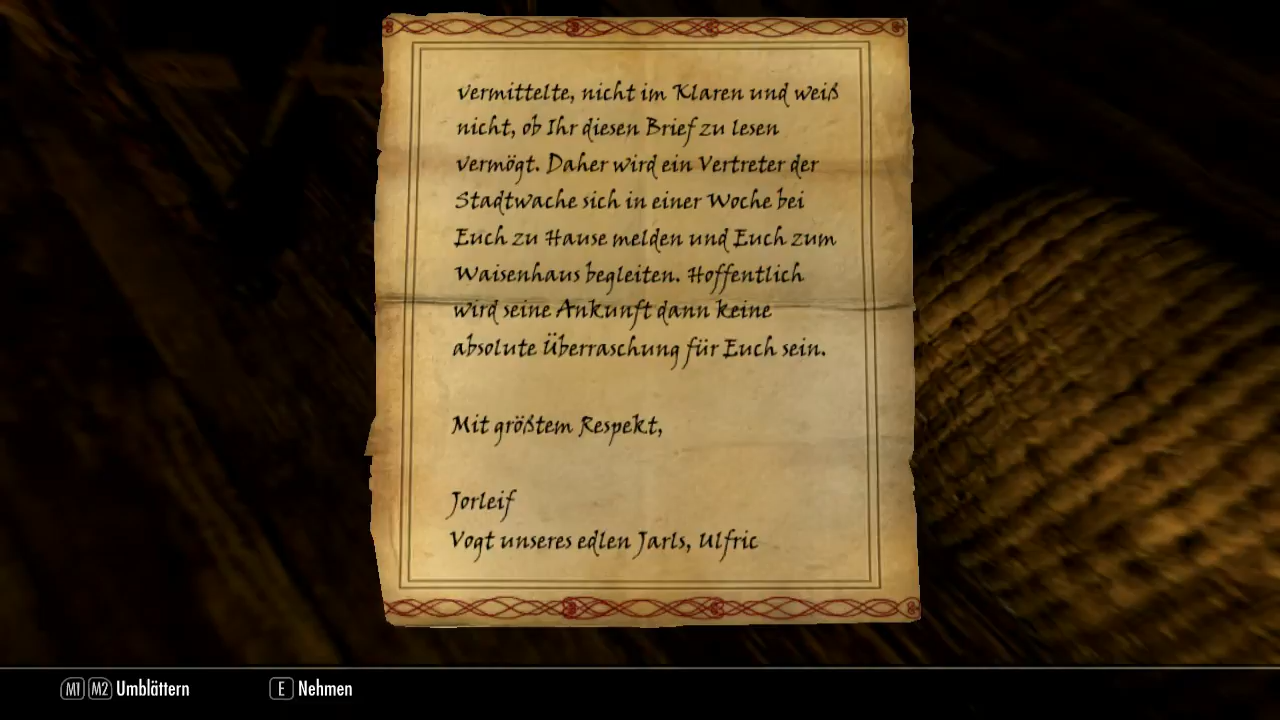 vermittelte, nicht im Klaren und weiß
nicht, ob Ihr diesen Brief zu lesen
vermögt. Daher wird ein Vertreter der
Stadtwache sich in einer Woche bei
Euch zu Hause melden und Euch zum
Waisenhaus begleiten. Hoffentlich
wird seine Ankunft dann keine
absolute Überraschung für Euch sein.
Mit größtem Respekt,
Jorleif
Vogt unseres edlen Jarls, Ulfric
M1 M2 Umblättern E Nehmen